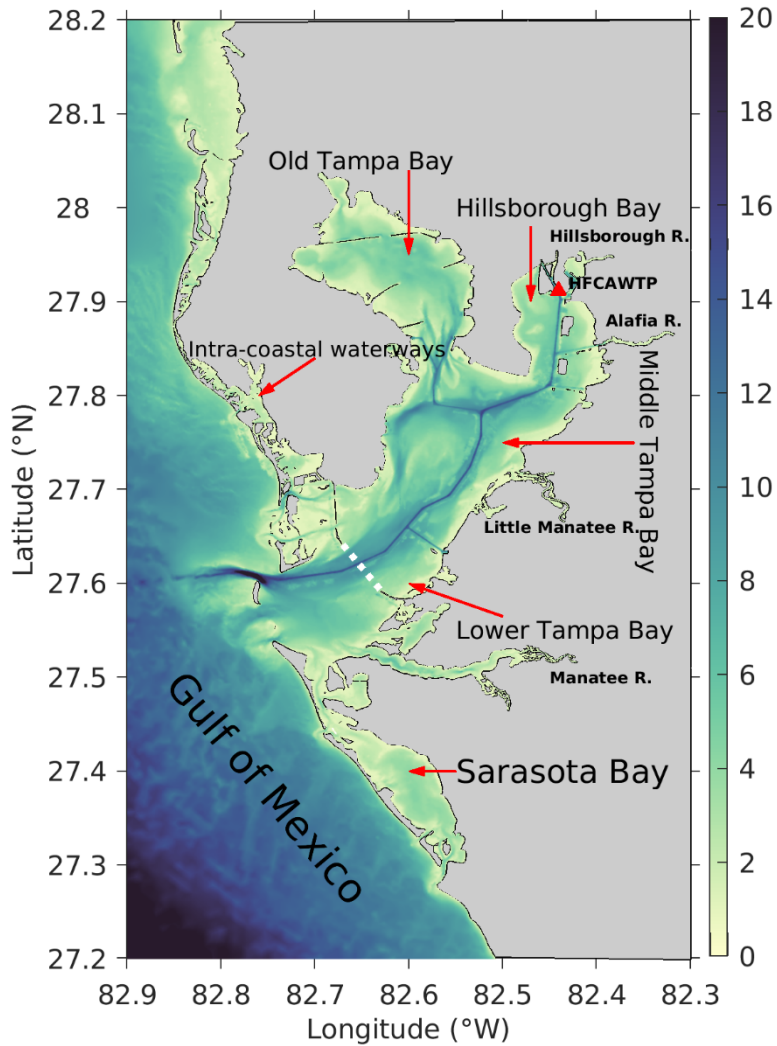 28.2
28.1
28
27.9
27.8
27.7
27.6
27.5
27.4
27.3
27.2
Latitude (°N)
82.9 82.8 82.7 82.6 82.5 82.4 82.3
Longitude (°W)
Old Tampa Bay
Hillsborough Bay
Hillsborough R.
HFCAWTP
Alafia R.
Intra-coastal waterways
Middle Tampa Bay
Little Manatee R.
Lower Tampa Bay
Manatee R.
Gulf of Mexico
Sarasota Bay
20
18
16
14
12
10
8
6
4
2
0